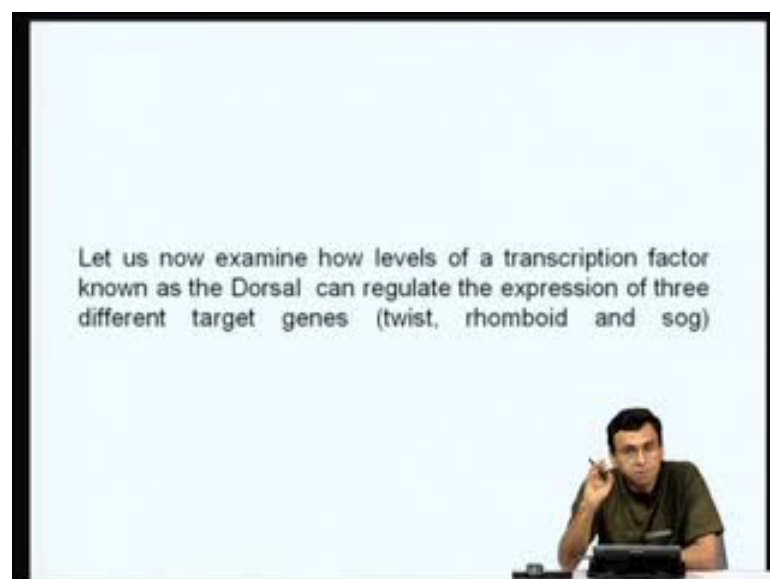 Let us now examine how levels of a transcription factor
known as the Dorsal can regulate the expression of three
different target genes (twist, rhomboid and sog)